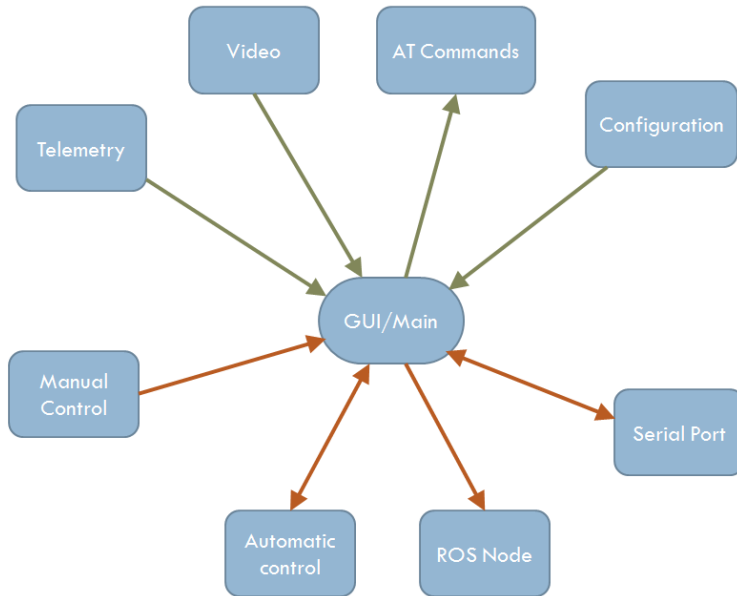 Video
AT Commands
Telemetry
Configuration
GUI/Main
Manual
Control
Serial Port
Automatic
control
ROS Node